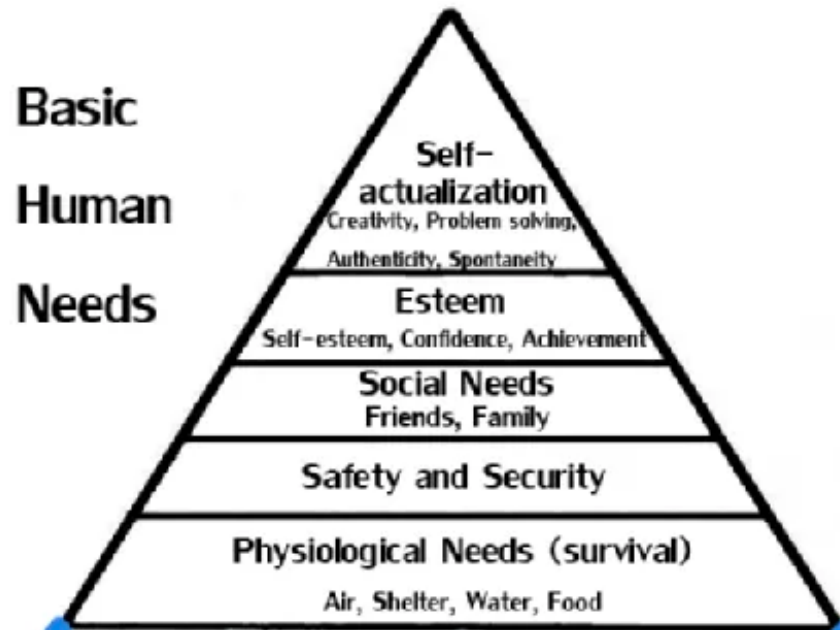 Basic
Human
Needs
Self-
actualization
Creativity, Problem solving,
Authenticity, Spontaneity
Esteem
Self-esteem, Confidence, Achievement
Social Needs
Friends, Family
Safety and Security
Physiological Needs (survival)
Air, Shelter, Water, Food